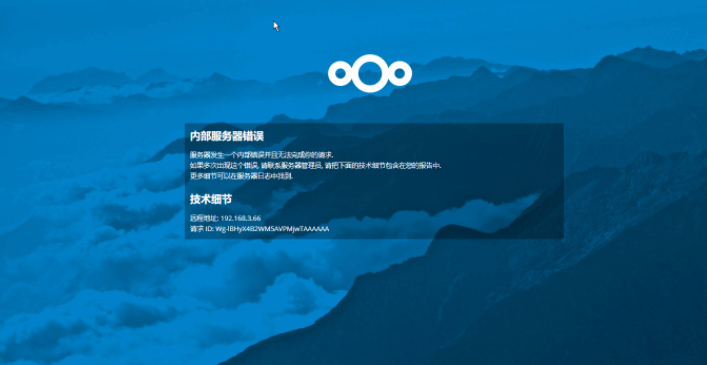 内部服务器错误
服务器发生一个内部错误并且无法完成你的请求.
如果多次出现这个错误, 请联系服务器管理员, 请把下面的技术细节包含在您的报告中.
更多细节可以在服务器日志中找到.
技术细节
远程地址: 192.168.3.66
请求 ID: Wg-lBHyX4B2WM5AVPMjwTAAAAAA